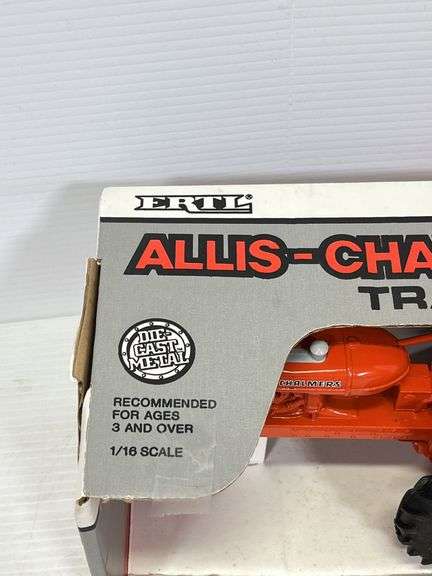 ERTL®
ALLIS-CHA
TRA
DIE-
CAST
METAL
CHALMERS
RECOMMENDED
FOR AGES
3 AND OVER
1/16 SCALE